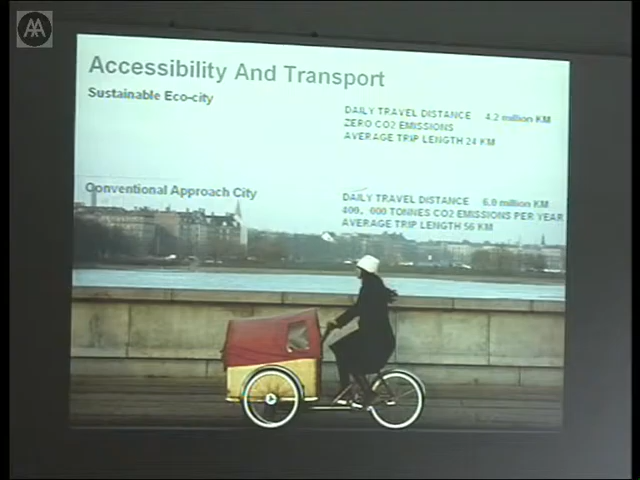 AA
Accessibility And Transport
Sustainable Eco-city
DAILY TRAVEL DISTANCE 4.2 million KM
ZERO CO2 EMISSIONS
AVERAGE TRIP LENGTH 24 KM
Conventional Approach City
DAILY TRAVEL DISTANCE 6.0 million KM
400, 000 TONNES CO2 EMISSIONS PER YEAR
AVERAGE TRIP LENGTH 56 KM